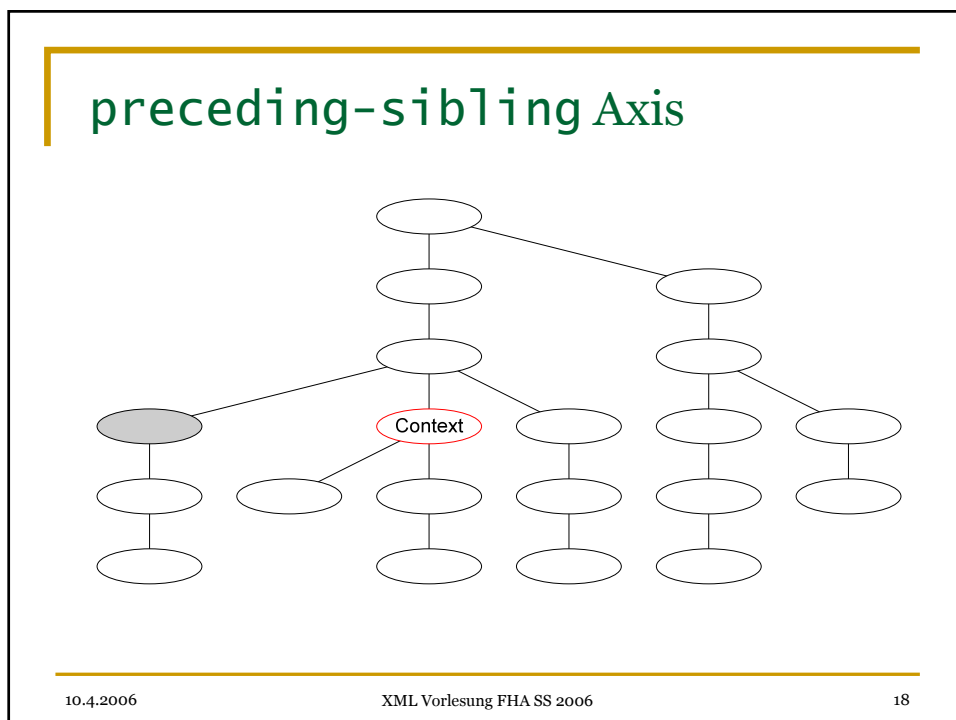 preceding-sibling Axis
Context
10.4.2006 XML Vorlesung FHA SS 2006 18